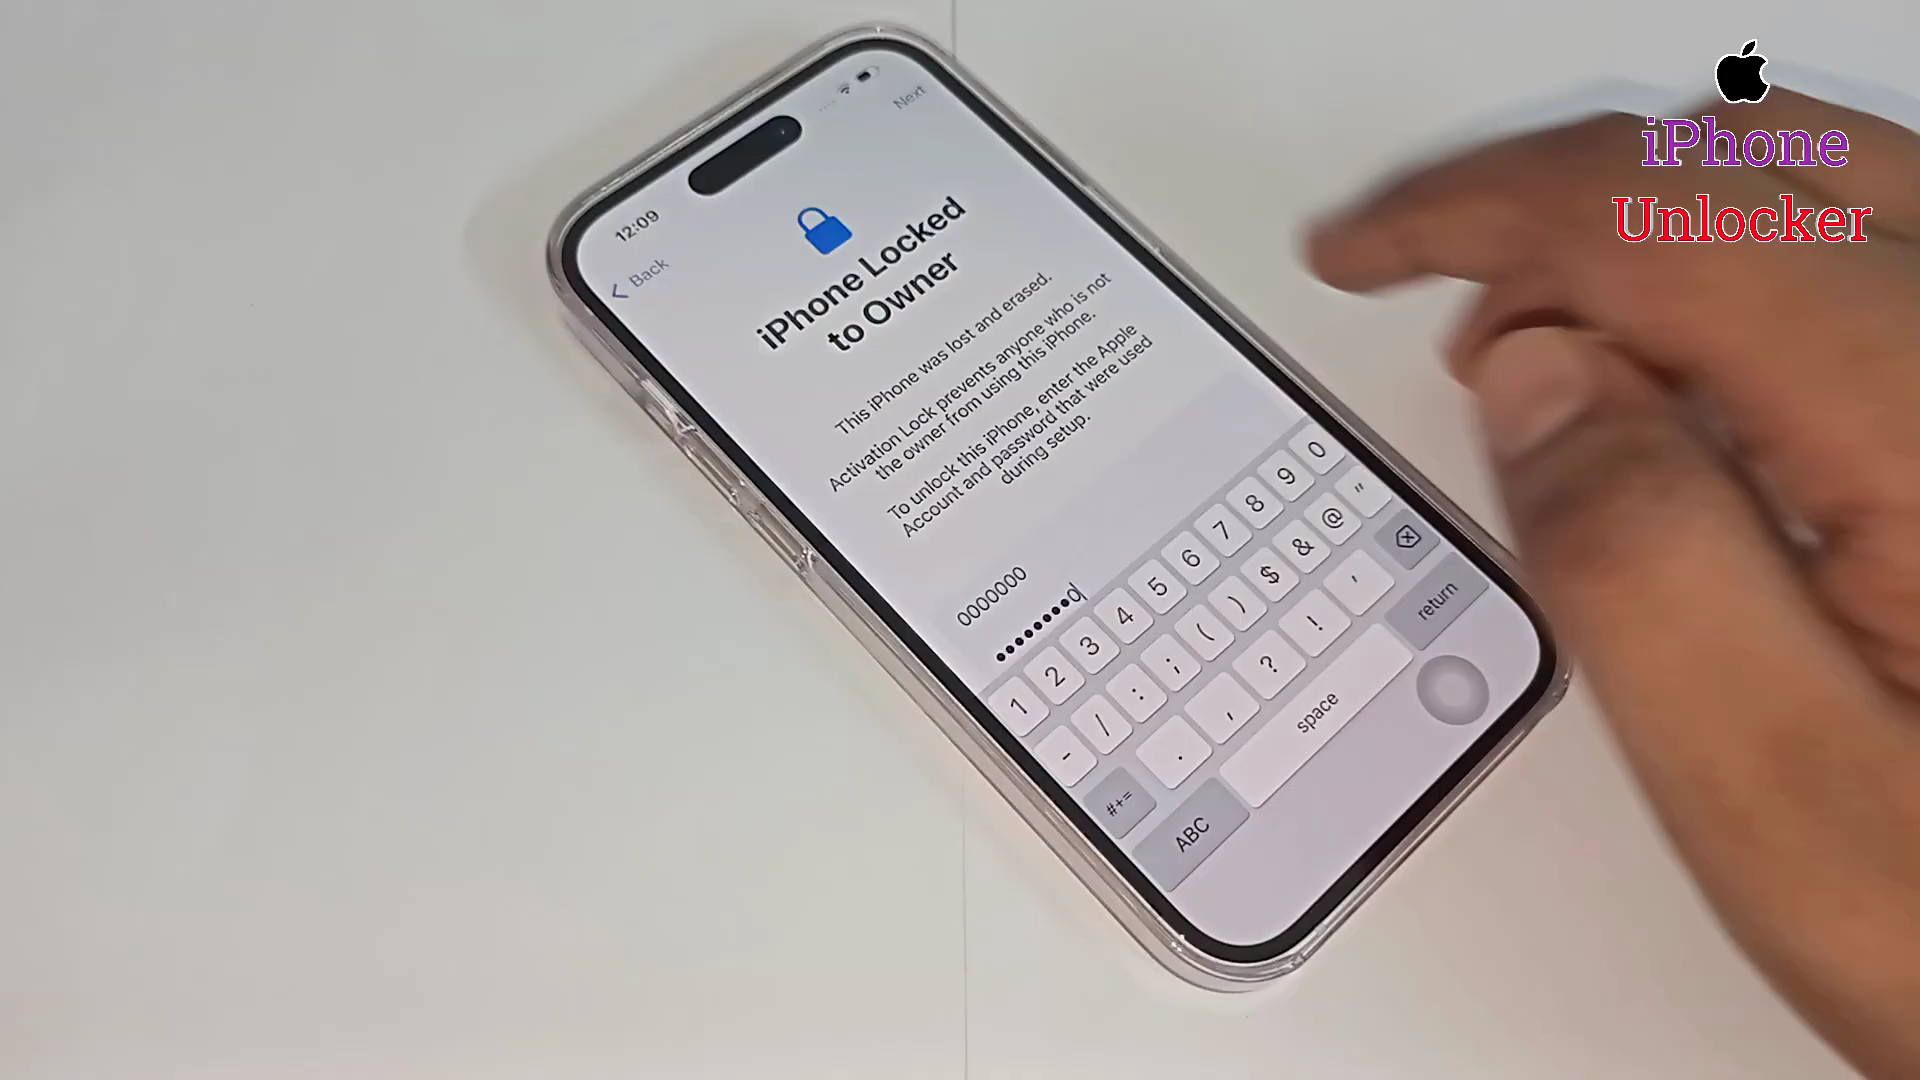 iPhone
Unlocker
12:09
Next
Back
iPhone Locked
to Owner
This iPhone was lost and erased.
Activation Lock prevents anyone who is not
the owner from using this iPhone.
To unlock this iPhone, enter the Apple
Account and password that were used
during setup.
0000000
••••••••0
1 2 3 4 5 6 7 8 9 0
- / : ; ( ) $ & @ "
#+= . , ? ! '
ABC space return